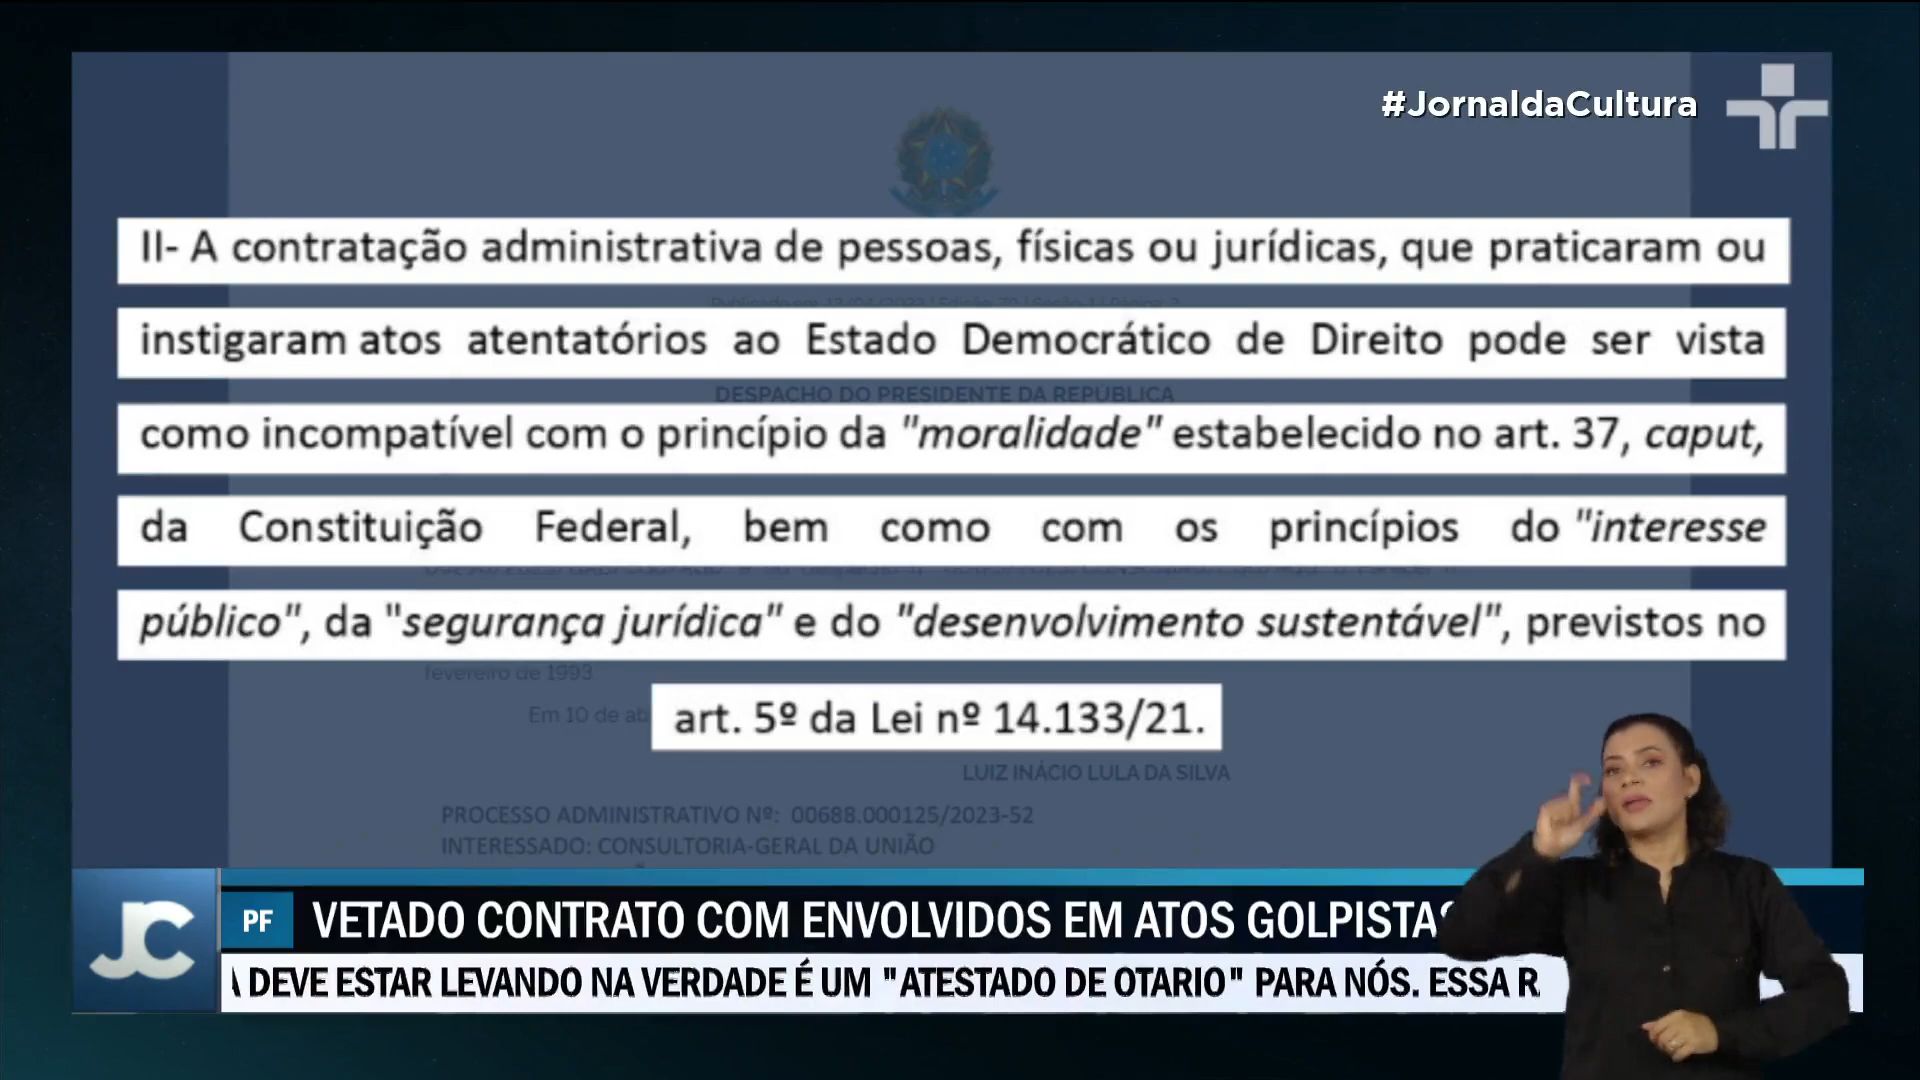 #JornaldaCultura
II- A contratação administrativa de pessoas, físicas ou jurídicas, que praticaram ou
instigaram atos atentatórios ao Estado Democrático de Direito pode ser vista
DESPACHO DO PRESIDENTE DA REPÚBLICA
como incompatível com o princípio da "moralidade" estabelecido no art. 37, caput,
da Constituição Federal, bem como com os princípios do "interesse
público", da "segurança jurídica" e do "desenvolvimento sustentável", previstos no
fevereiro de 1993
Em 10 de ab
art. 5º da Lei nº 14.133/21.
LUIZ INÁCIO LULA DA SILVA
PROCESSO ADMINISTRATIVO Nº: 00688.000125/2023-52
INTERESSADO: CONSULTORIA-GERAL DA UNIÃO
JC
PF VETADO CONTRATO COM ENVOLVIDOS EM ATOS GOLPISTAS
A DEVE ESTAR LEVANDO NA VERDADE É UM "ATESTADO DE OTARIO" PARA NÓS. ESSA R